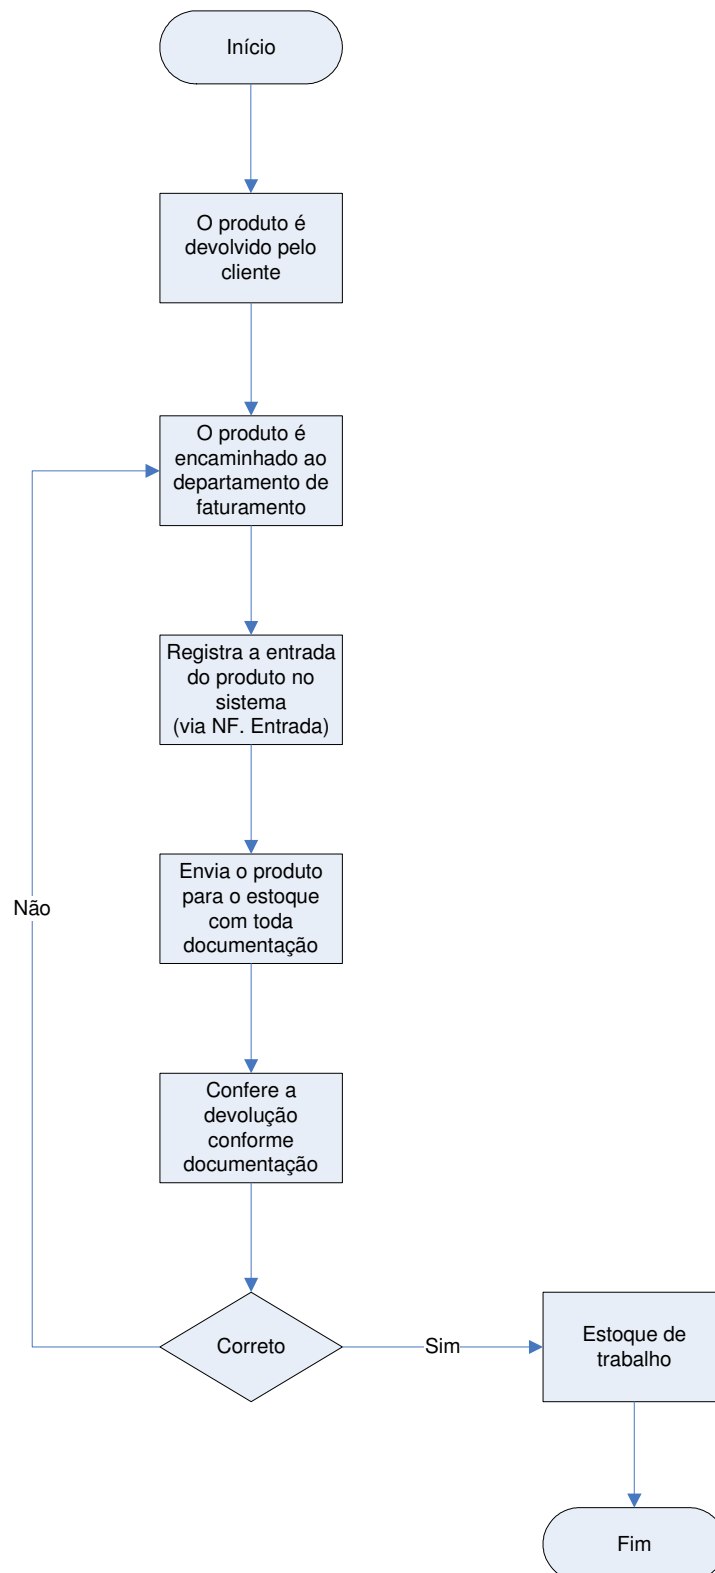 Início
O produto é
devolvido pelo
cliente
O produto é
encaminhado ao
departamento de
faturamento
Registra a entrada
do produto no
sistema
(via NF. Entrada)
Envia o produto
para o estoque
com toda
documentação
Não
Confere a
devolução
conforme
documentação
Correto
Sim
Estoque de
trabalho
Fim